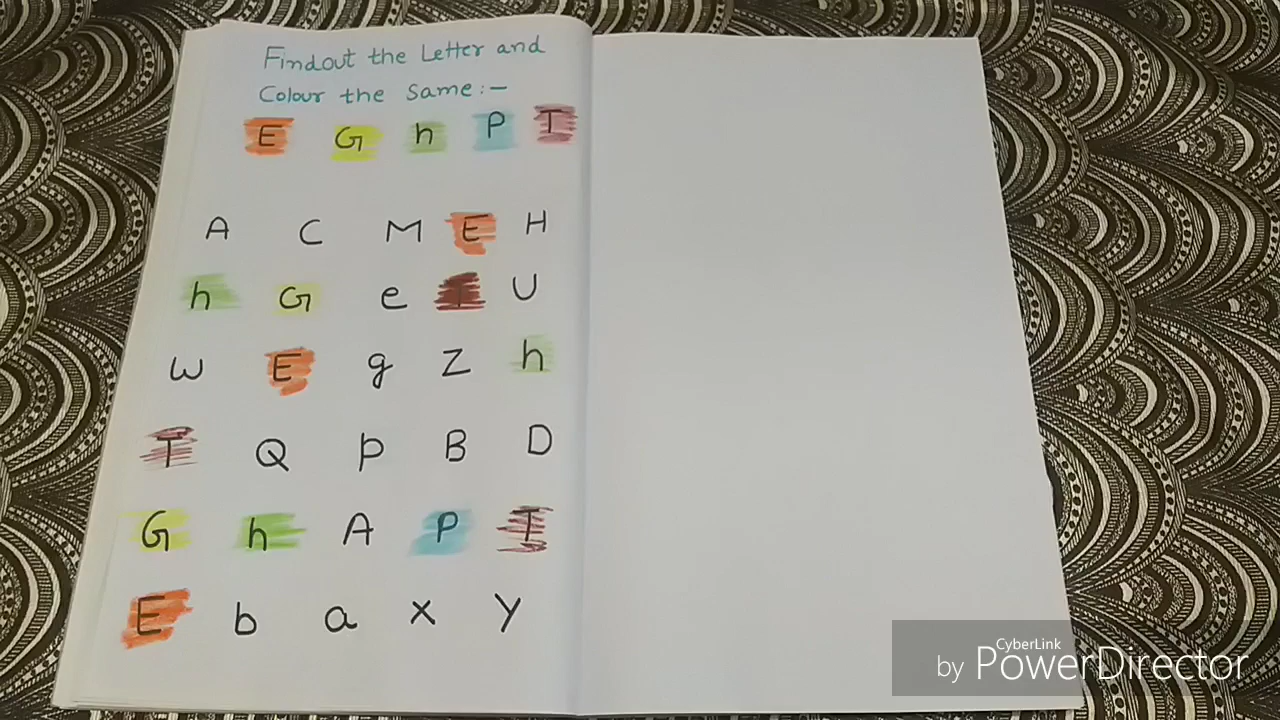 Findout the Letter and
Colour the Same:-
E G h P T
A C M E H
h G e T U
W E g Z h
T Q p B D
G h A P T
E b a x y
CyberLink
by PowerDirector